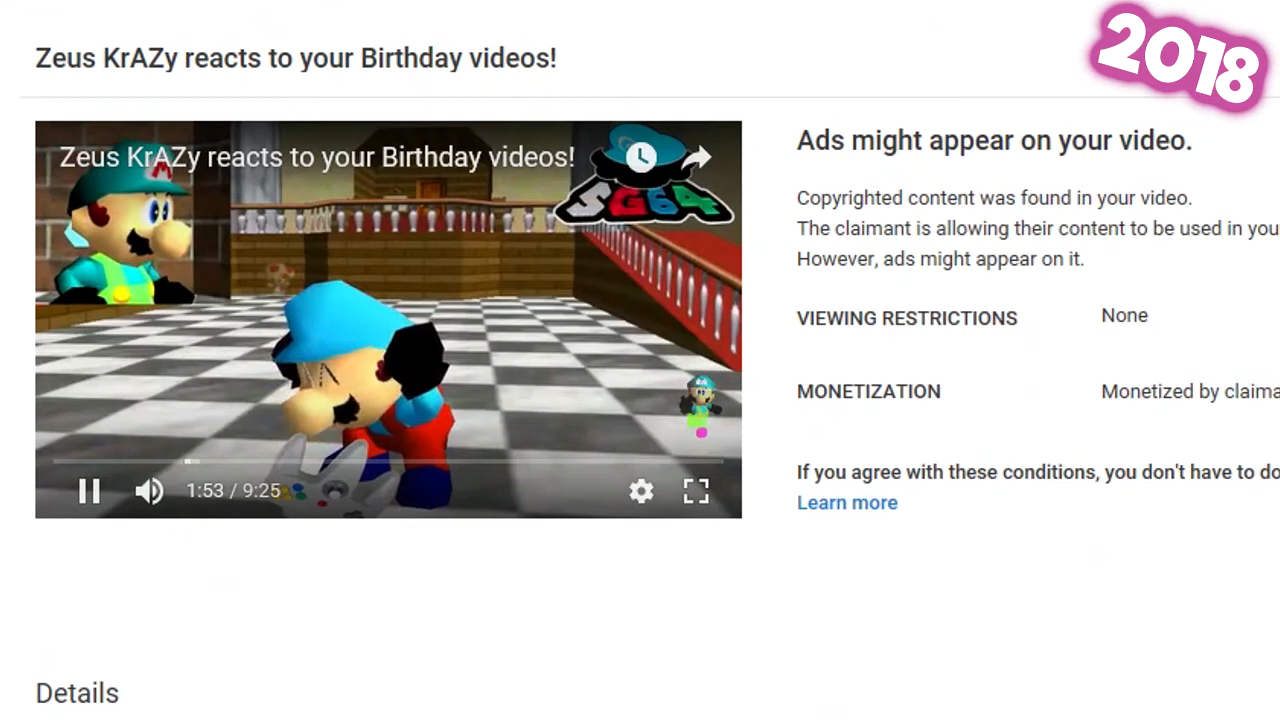 2018
Zeus KrAZy reacts to your Birthday videos!
Zeus KrAZy reacts to your Birthday videos!
SG64
M
1:53 / 9:25
Ads might appear on your video.
Copyrighted content was found in your video.
The claimant is allowing their content to be used in you
However, ads might appear on it.
VIEWING RESTRICTIONS None
MONETIZATION Monetized by claima
If you agree with these conditions, you don't have to do
Learn more
Details